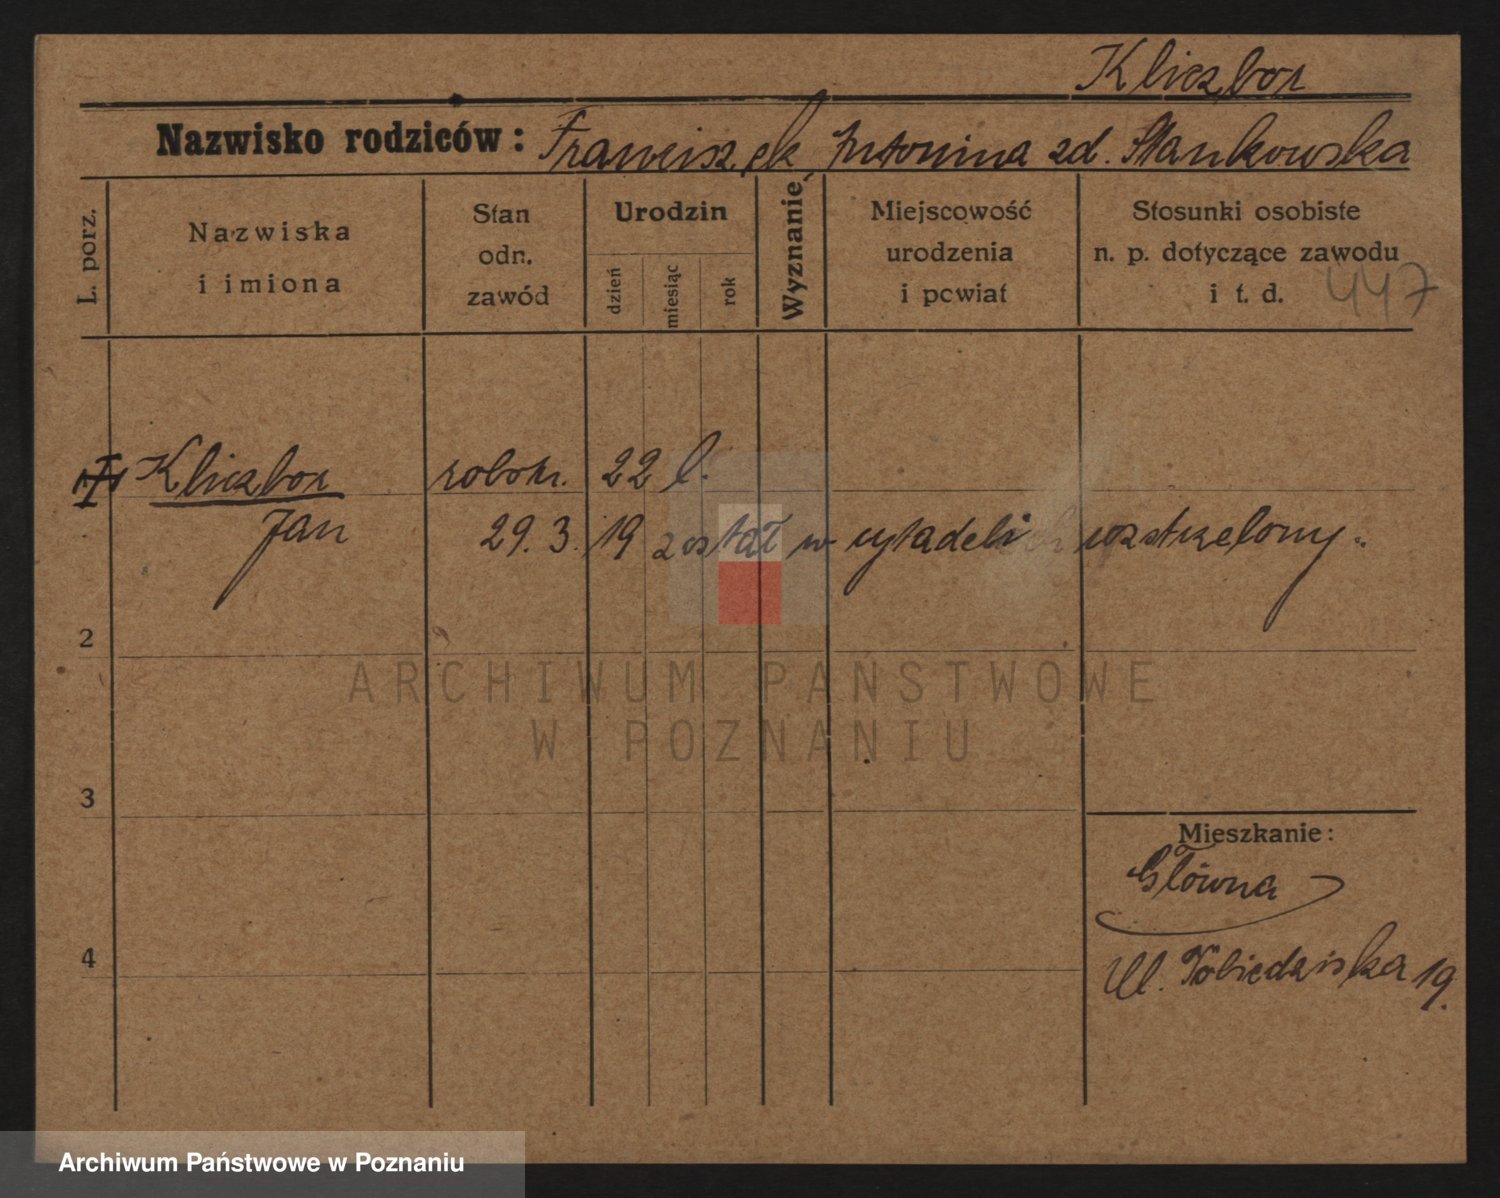 Kliczbor
Nazwisko rodziców: Franciszek Antonina zd. Stankowska
L. porz.
Nazwiska
i imiona
Stan
odn.
zawód
Urodzin
dzień
miesiąc
rok
Wyznanie
Miejscowość
urodzenia
i powiat
Stosunki osobiste
n. p. dotyczące zawodu
i t. d.
447
Kliczbor robotn. 22 l.
Jan 29. 3. 19 został w cytadeli rozstrzelony.
2
3
4
Mieszkanie:
Główna
Ul. 19.
ARCHIWUM PAŃSTWOWE
W POZNANIU
Archiwum Państwowe w Poznaniu